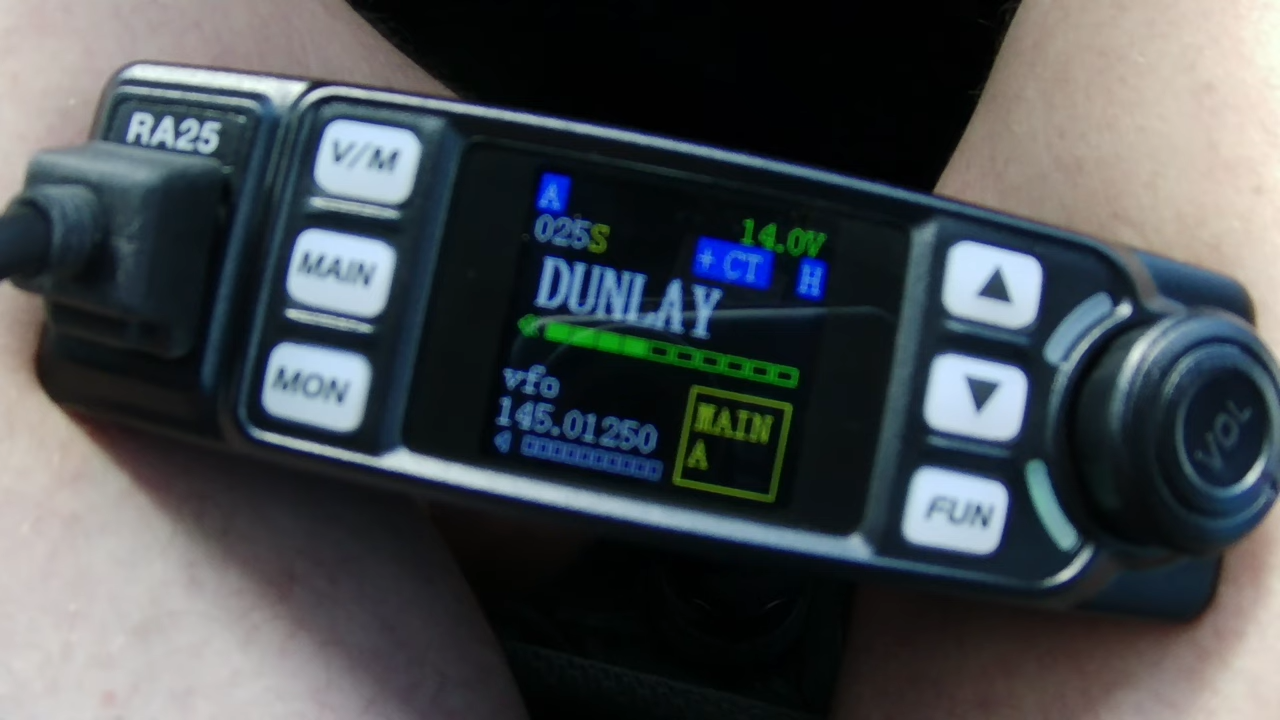 RA25
V/M
MAIN
MON
A
025S
14.0V
+ CT H
DUNLAY
vfo
145.01250
MAIN
A
FUN
VOL